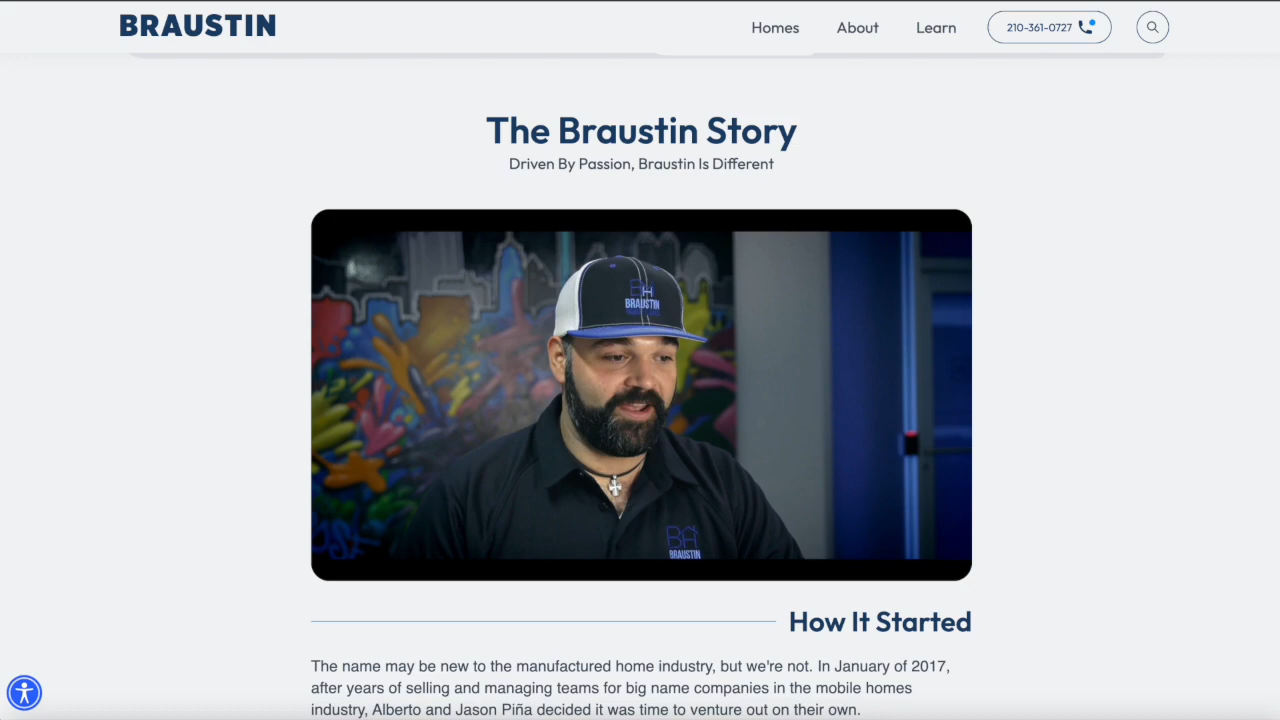 BRAUSTIN
Homes
About
Learn
210-361-0727
The Braustin Story
Driven By Passion, Braustin Is Different
BH
BRAUSTIN
BH
BRAUSTIN
How It Started
The name may be new to the manufactured home industry, but we're not. In January of 2017,
after years of selling and managing teams for big name companies in the mobile homes
industry, Alberto and Jason Piña decided it was time to venture out on their own.